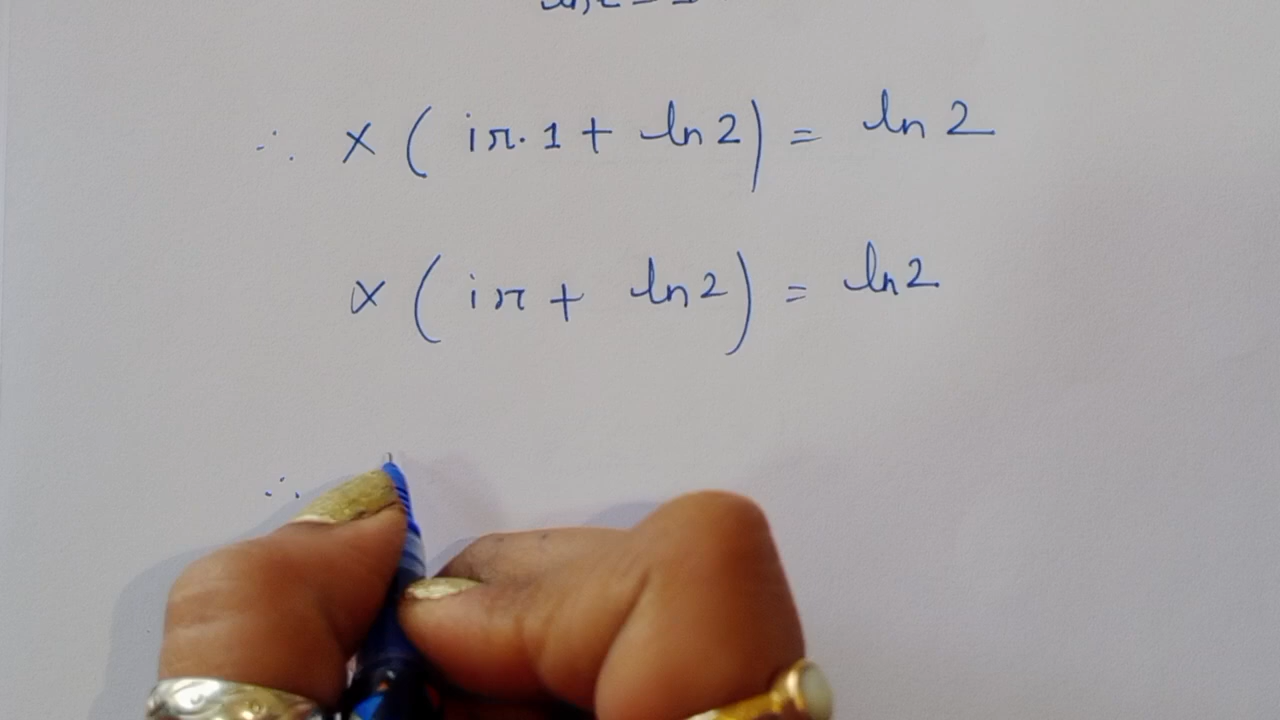 ∴ x ( iπ. 1 + ln 2 ) = ln 2
x ( iπ + ln 2 ) = ln 2
∴